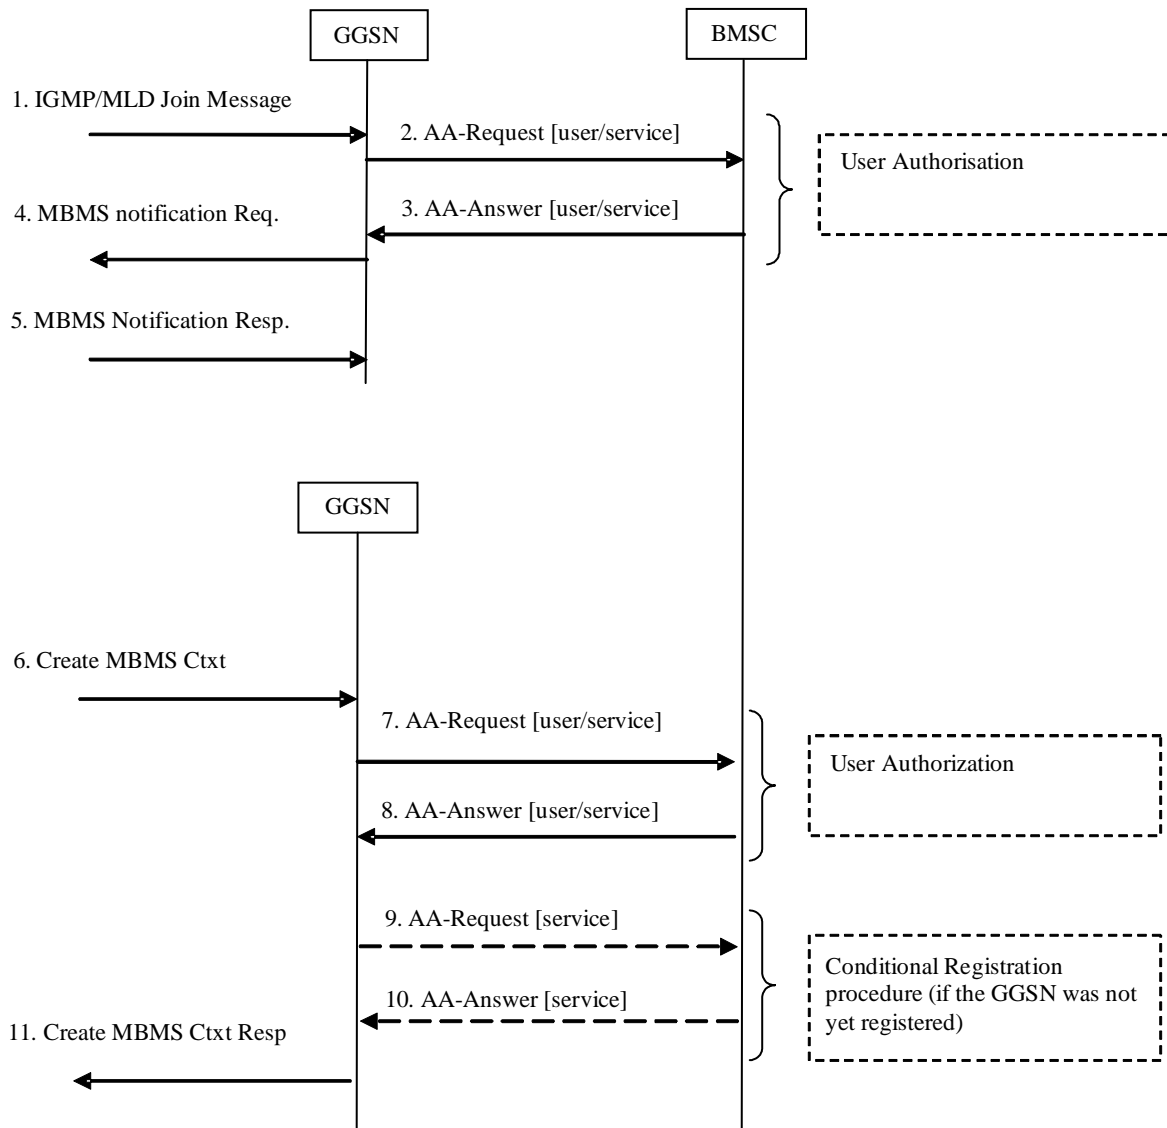 GGSN
BMSC
1. IGMP/MLD Join Message
2. AA-Request [user/service]
User Authorisation
3. AA-Answer [user/service]
4. MBMS notification Req.
5. MBMS Notification Resp.
GGSN
6. Create MBMS Ctxt
7. AA-Request [user/service]
User Authorization
8. AA-Answer [user/service]
9. AA-Request [service]
Conditional Registration
procedure (if the GGSN was not
yet registered)
10. AA-Answer [service]
11. Create MBMS Ctxt Resp